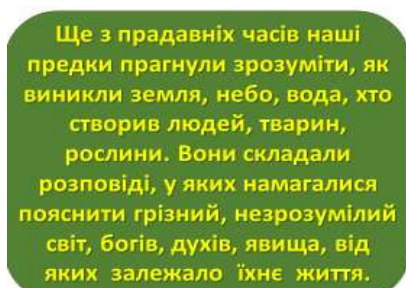 Ще з прадавніх часів наші
предки прагнули зрозуміти, як
виникли земля, небо, вода, хто
створив людей, тварин,
рослини. Вони складали
розповіді, у яких намагалися
пояснити грізний, незрозумілий
світ, богів, духів, явища, від
яких залежало їхнє життя.